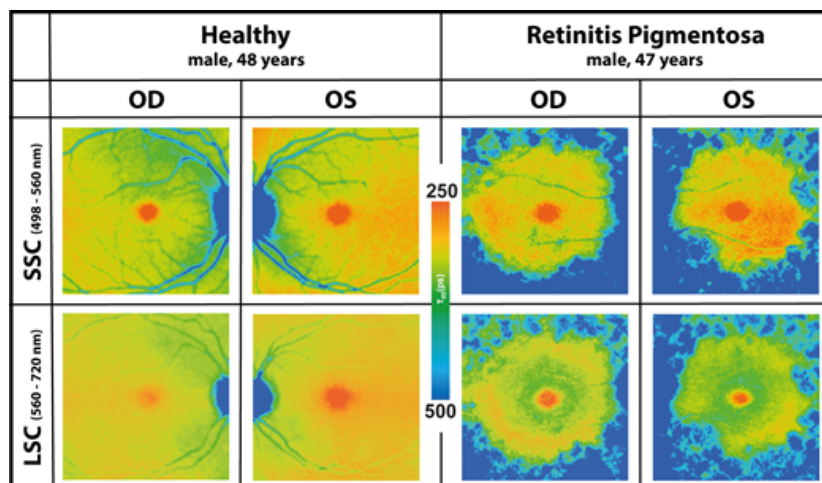 Healthy
male, 48 years
Retinitis Pigmentosa
male, 47 years
OD
OS
OD
OS
SSC (498 - 560 nm)
250
500
LSC (560 - 720 nm)